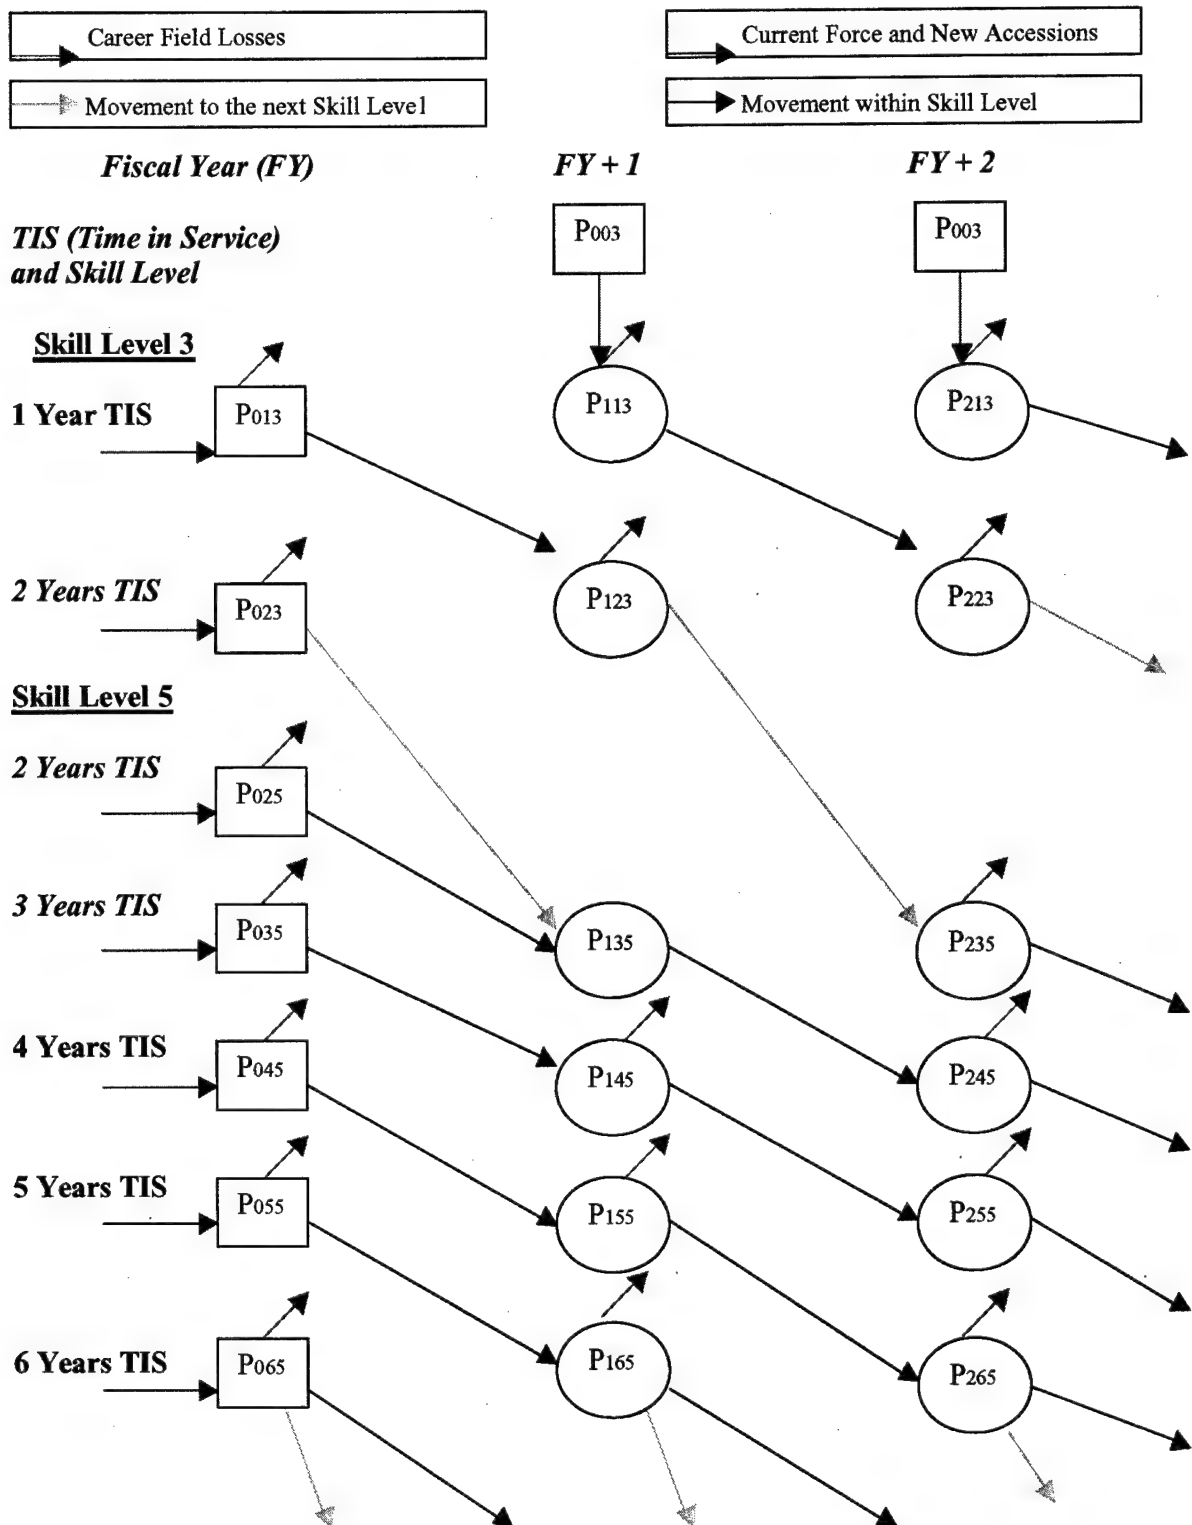 Career Field Losses
Current Force and New Accessions
Movement to the next Skill Level
Movement within Skill Level
Fiscal Year (FY)
FY + 1
FY + 2
TIS (Time in Service)
and Skill Level
P003
P003
Skill Level 3
1 Year TIS
P013
P113
P213
2 Years TIS
P023
P123
P223
Skill Level 5
2 Years TIS
P025
3 Years TIS
P035
P135
P235
4 Years TIS
P045
P145
P245
5 Years TIS
P055
P155
P255
6 Years TIS
P065
P165
P265